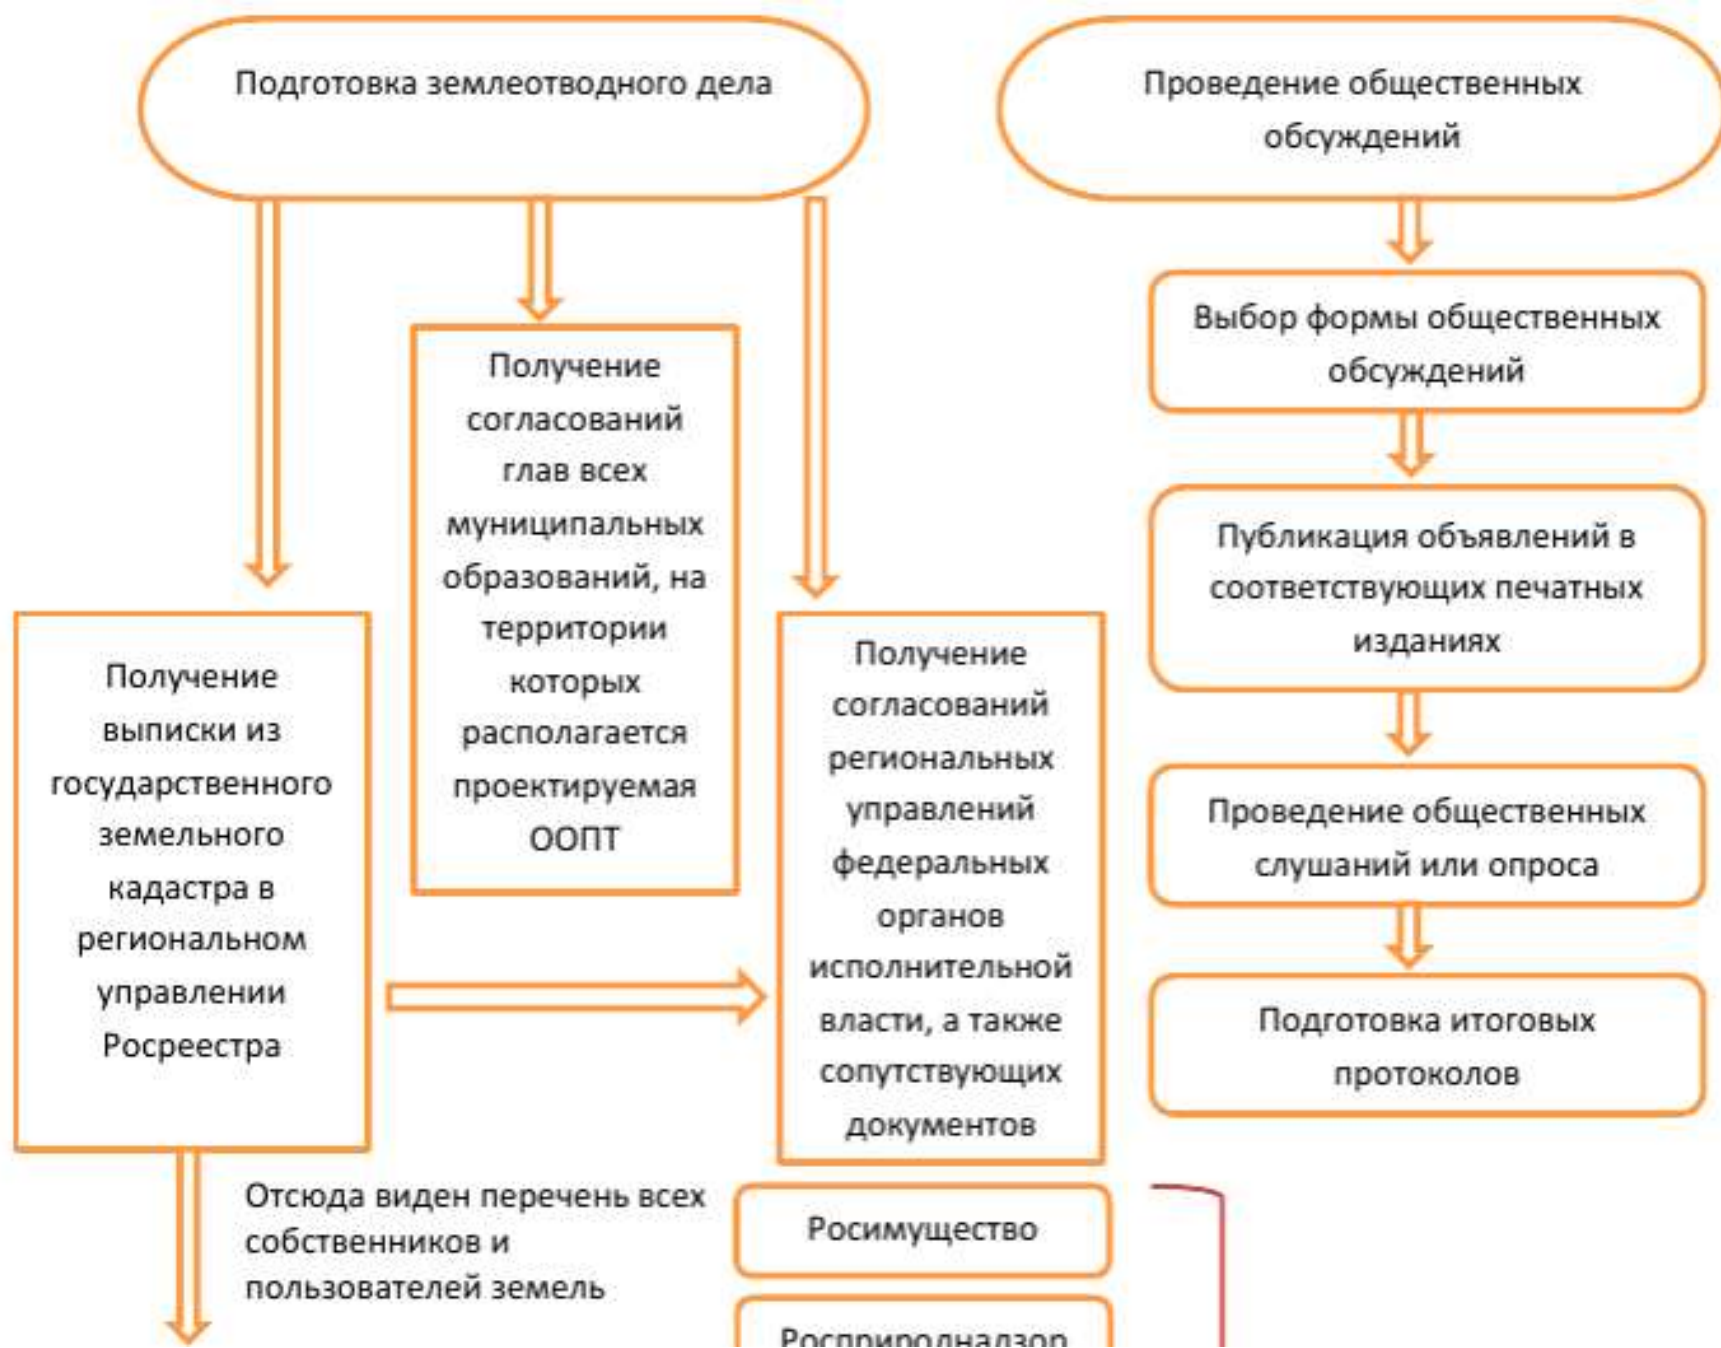 Подготовка землеотводного дела
Проведение общественных
обсуждений
Выбор формы общественных
обсуждений
Получение
согласований
глав всех
муниципальных
образований, на
территории
которых
располагается
проектируемая
ООПТ
Публикация объявлений в
соответствующих печатных
изданиях
Получение
выписки из
государственного
земельного
кадастра в
региональном
управлении
Росреестра
Получение
согласований
региональных
управлений
федеральных
органов
исполнительной
власти, а также
сопутствующих
документов
Проведение общественных
слушаний или опроса
Подготовка итоговых
протоколов
Отсюда виден перечень всех
собственников и
пользователей земель
Росимущество
Росприроднадзор